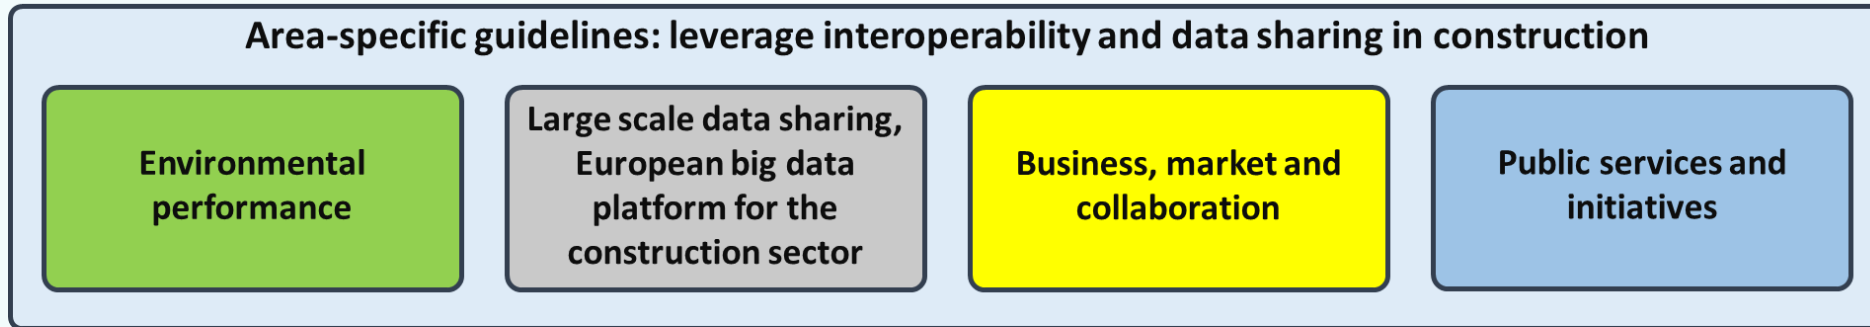 Area-specific guidelines: leverage interoperability and data sharing in construction
Environmental
performance
Large scale data sharing,
European big data
platform for the
construction sector
Business, market and
collaboration
Public services and
initiatives